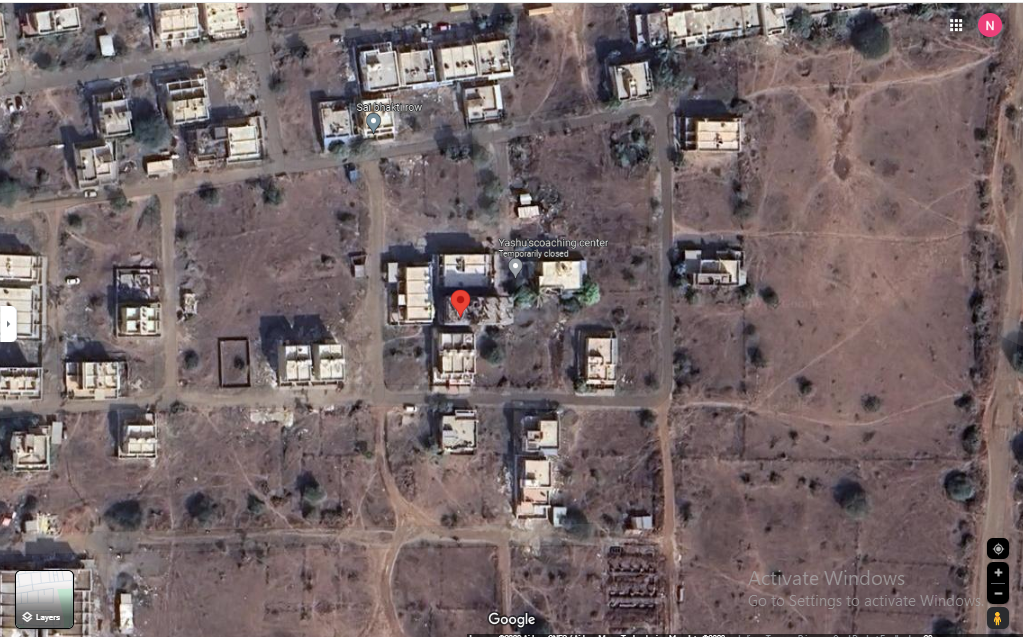 N
Sai bhakti row
Yashu'scoaching center
Temporarily closed
Activate Windows
Go to Settings to activate Windows.
Layers
Google